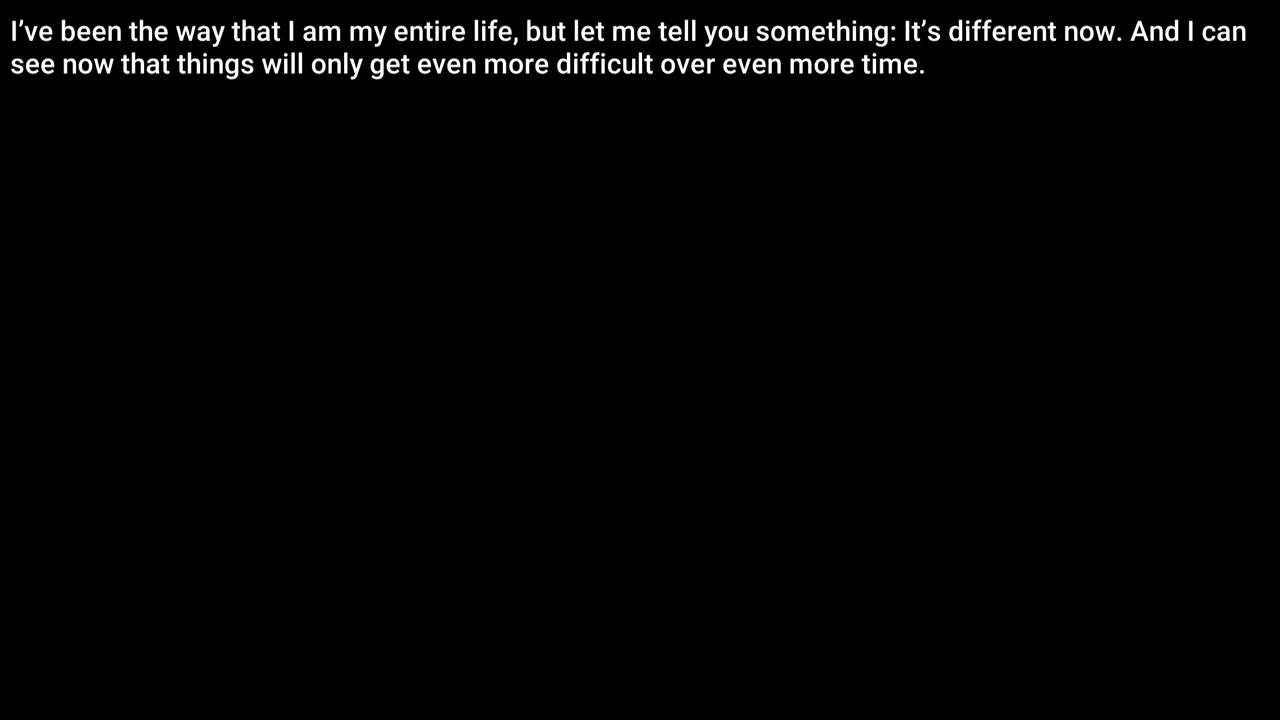 I’ve been the way that I am my entire life, but let me tell you something: It’s different now. And I can
see now that things will only get even more difficult over even more time.